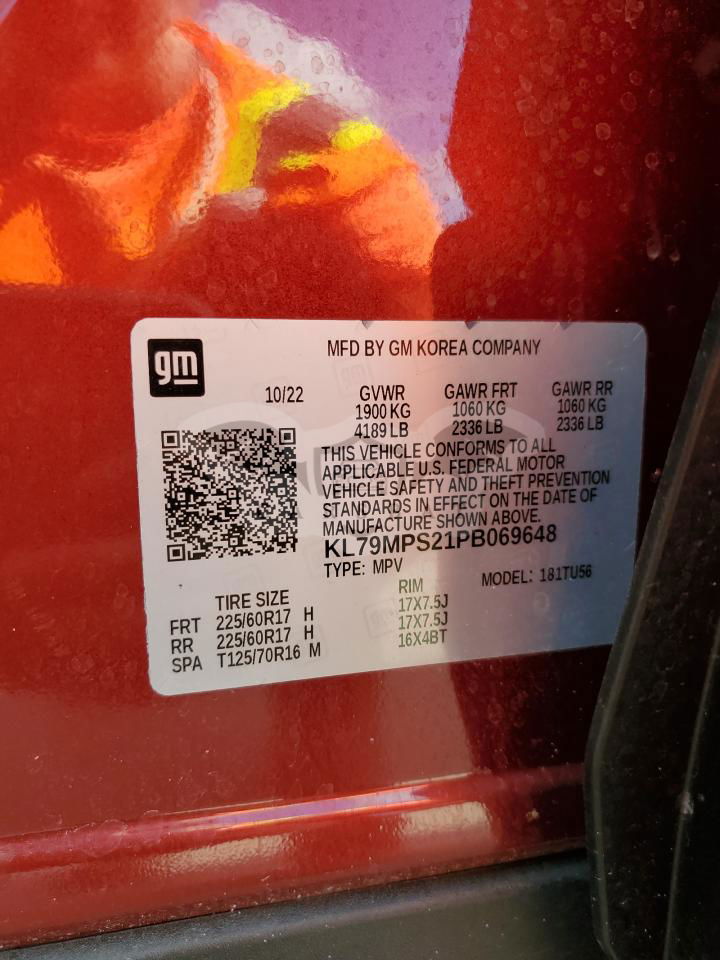 gm
MFD BY GM KOREA COMPANY
10/22 GVWR GAWR FRT GAWR RR
1900 KG 1060 KG 1060 KG
4189 LB 2336 LB 2336 LB
THIS VEHICLE CONFORMS TO ALL
APPLICABLE U.S. FEDERAL MOTOR
VEHICLE SAFETY AND THEFT PREVENTION
STANDARDS IN EFFECT ON THE DATE OF
MANUFACTURE SHOWN ABOVE.
KL79MPS21PB069648
TYPE: MPV MODEL: 181TU56
TIRE SIZE RIM
FRT 225/60R17 H 17X7.5J
RR 225/60R17 H 17X7.5J
SPA T125/70R16 M 16X4BT